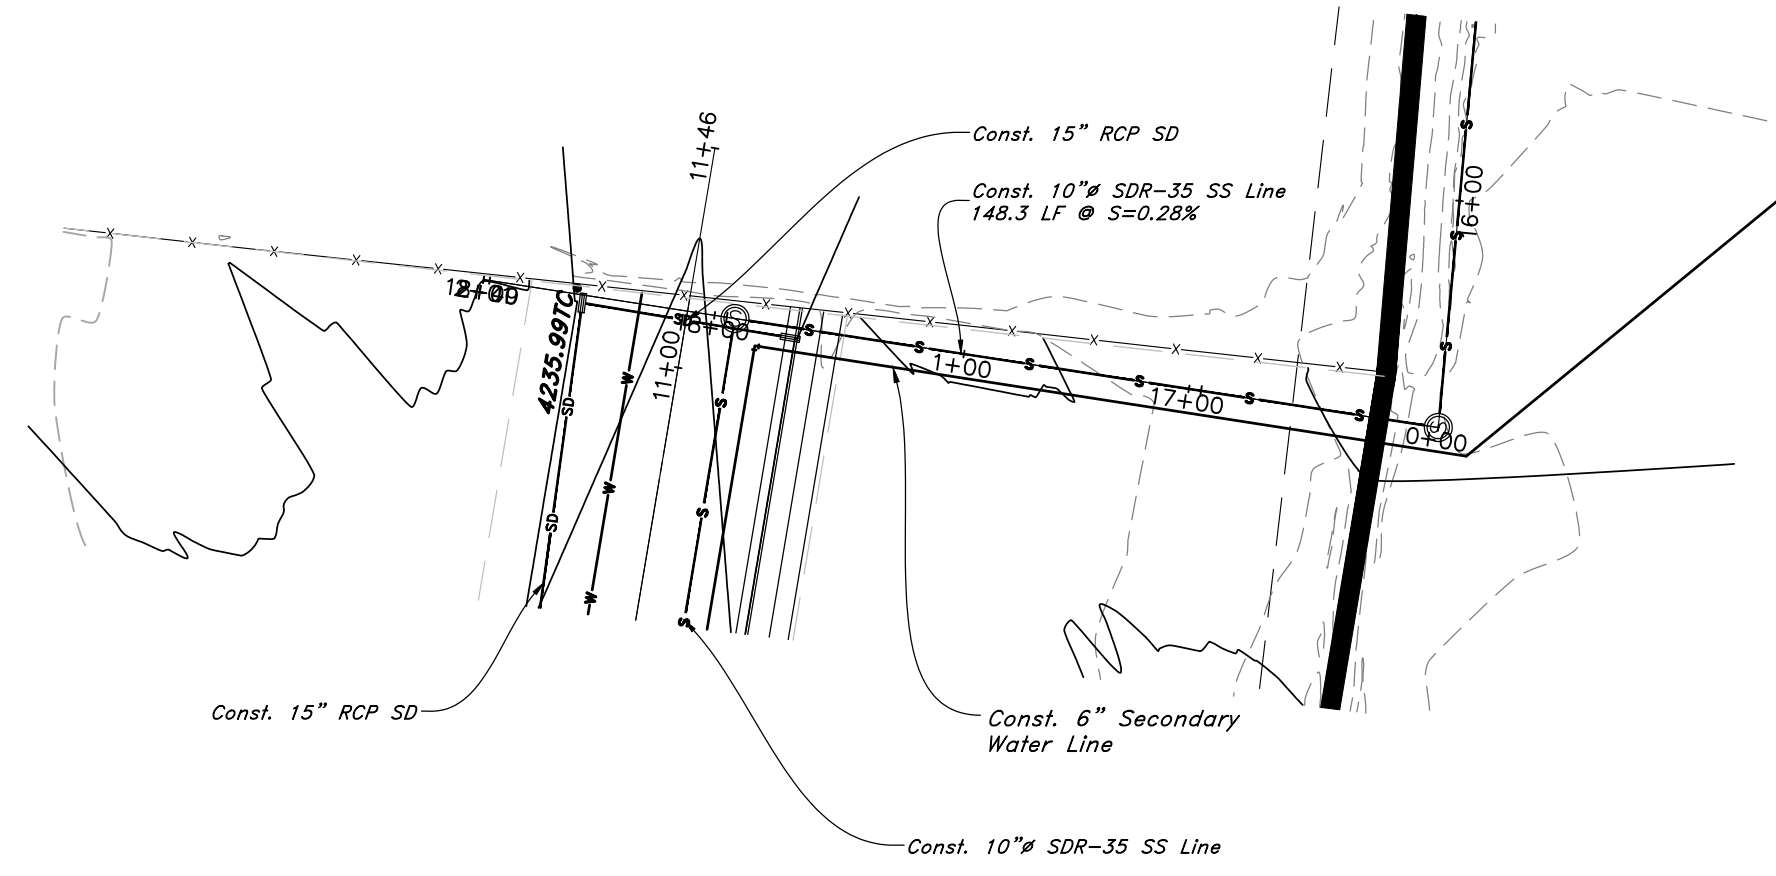 11+46
Const. 15” RCP SD
Const. 10”ø SDR-35 SS Line
148.3 LF @ S=0.28%
16+00
4235.99TC
11+00
1+00
17+00
0+00
SD
SD
W
W
W
S
S
S
S
S
S
S
S
S
S
S
S
S
Const. 15” RCP SD
Const. 6” Secondary
Water Line
Const. 10”ø SDR-35 SS Line